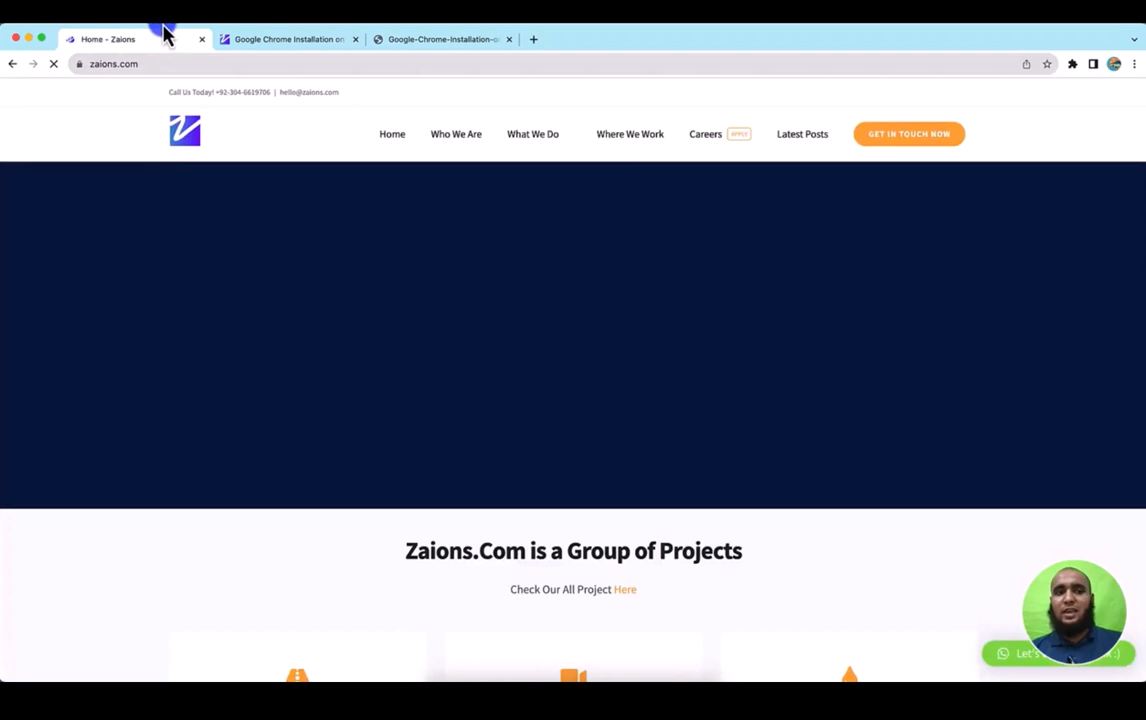 Home - Zaions
Google Chrome Installation on
Google-Chrome-Installation-o
zaions.com
Call Us Today! +92-304-6619706 | hello@zaions.com
Home Who We Are What We Do Where We Work Careers APPLY Latest Posts GET IN TOUCH NOW
Zaions.Com is a Group of Projects
Check Our All Project Here
Let's :)